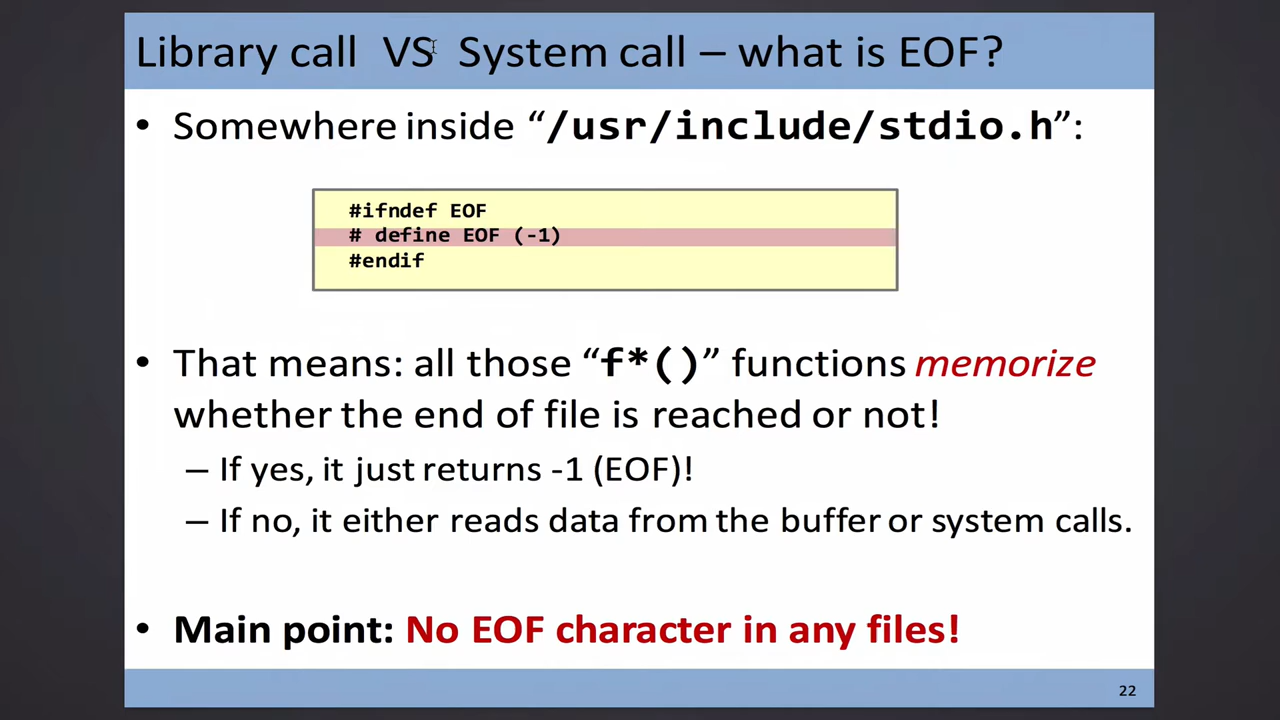 Library call VS System call – what is EOF?
• Somewhere inside “/usr/include/stdio.h”:
#ifndef EOF
# define EOF (-1)
#endif
• That means: all those “f*()” functions memorize
whether the end of file is reached or not!
– If yes, it just returns -1 (EOF)!
– If no, it either reads data from the buffer or system calls.
• Main point: No EOF character in any files!
22